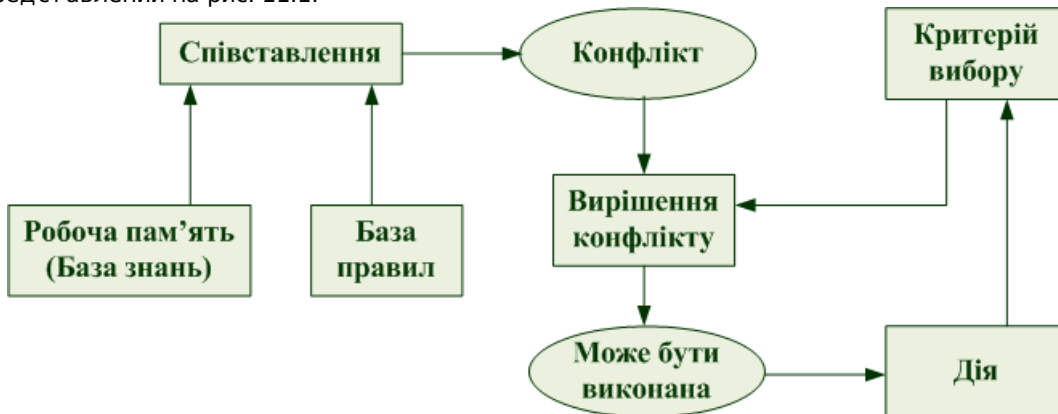 Співставлення
Конфлікт
Критерій
вибору
Робоча пам’ять
(База знань)
База
правил
Вирішення
конфлікту
Може бути
виконана
Дія